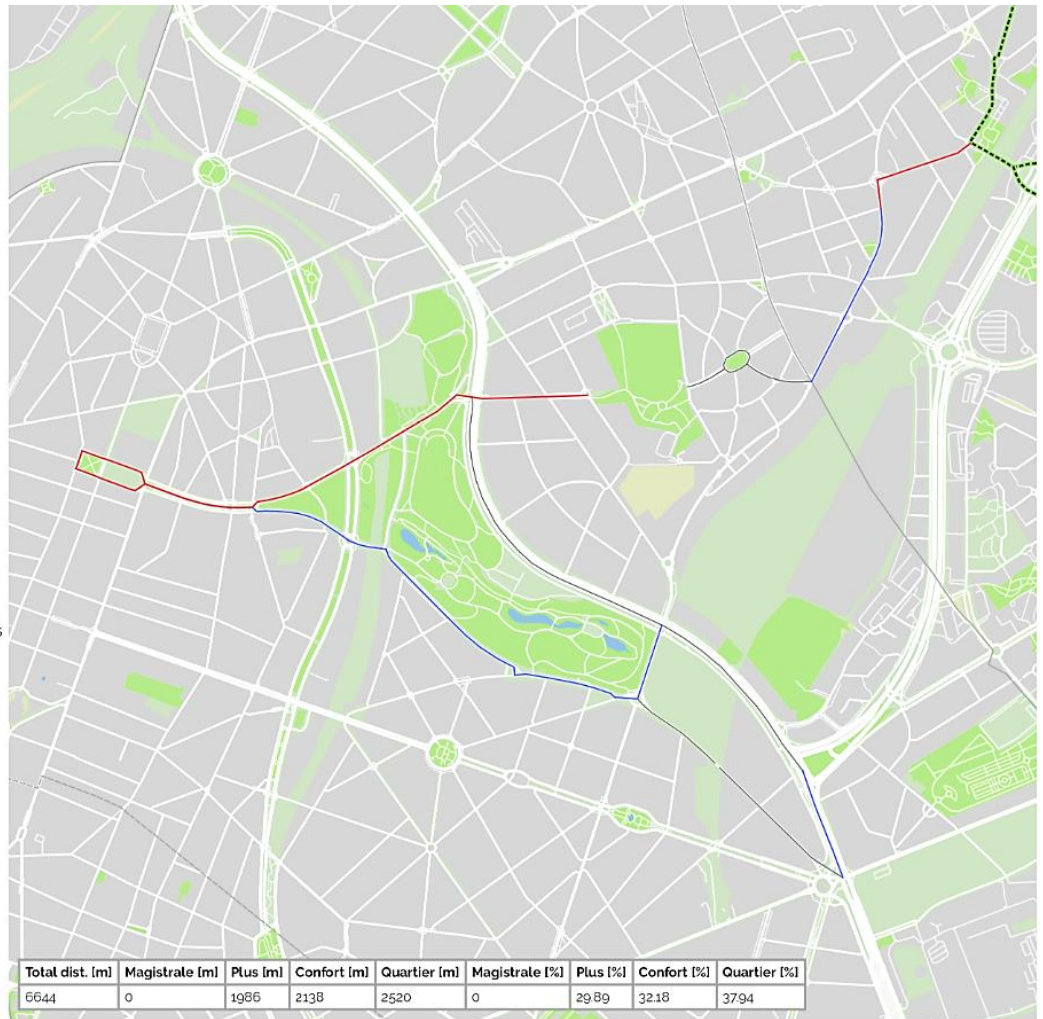 s
Total dist. [m] Magistrale [m] Plus [m] Confort [m] Quartier [m] Magistrale [%] Plus [%] Confort [%] Quartier [%]
6644 0 1986 2138 2520 0 29.89 32.18 37.94